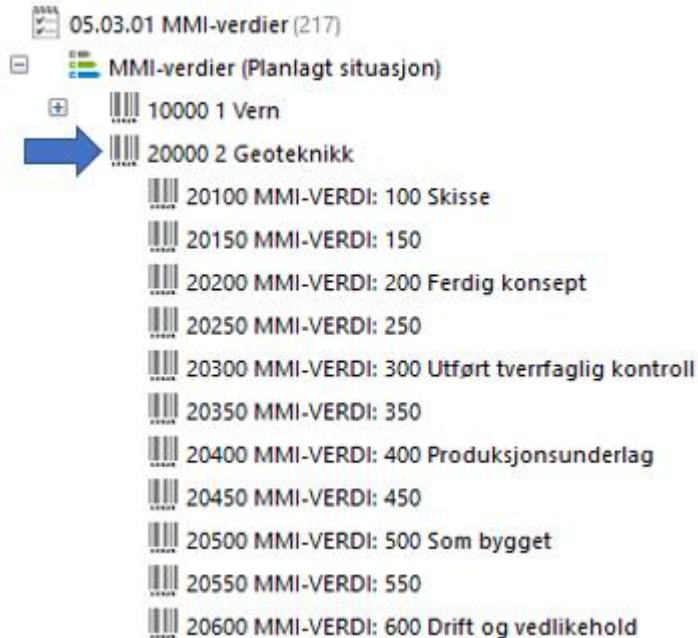 05.03.01 MMI-verdier (217)
MMI-verdier (Planlagt situasjon)
10000 1 Vern
20000 2 Geoteknikk
20100 MMI-VERDI: 100 Skisse
20150 MMI-VERDI: 150
20200 MMI-VERDI: 200 Ferdig konsept
20250 MMI-VERDI: 250
20300 MMI-VERDI: 300 Utført tverrfaglig kontroll
20350 MMI-VERDI: 350
20400 MMI-VERDI: 400 Produksjonsunderlag
20450 MMI-VERDI: 450
20500 MMI-VERDI: 500 Som bygget
20550 MMI-VERDI: 550
20600 MMI-VERDI: 600 Drift og vedlikehold